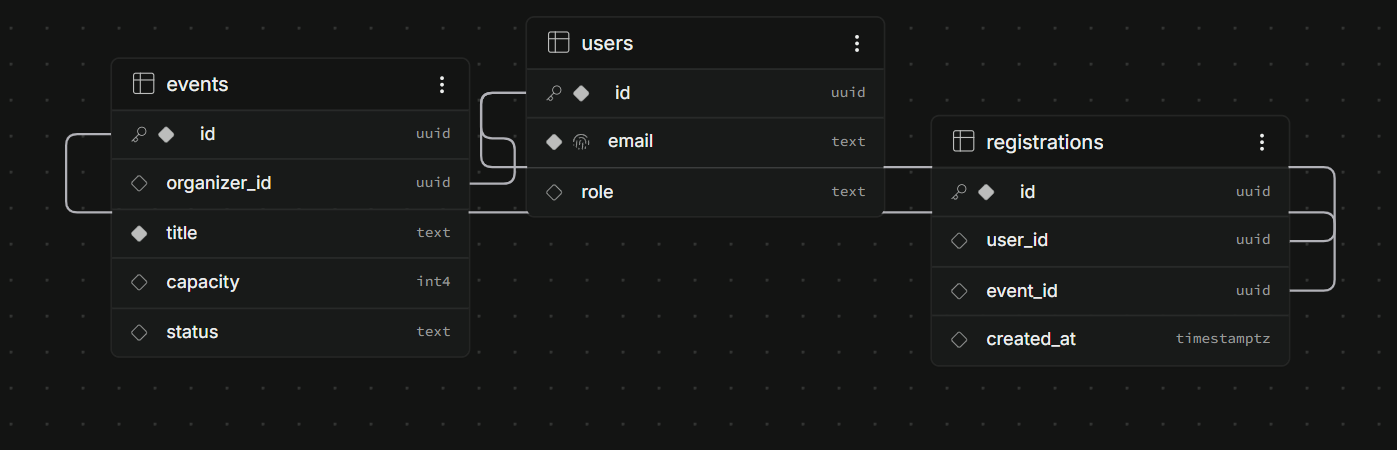 events
id uuid
organizer_id uuid
title text
capacity int4
status text
users
id uuid
email text
role text
registrations
id uuid
user_id uuid
event_id uuid
created_at timestamptz